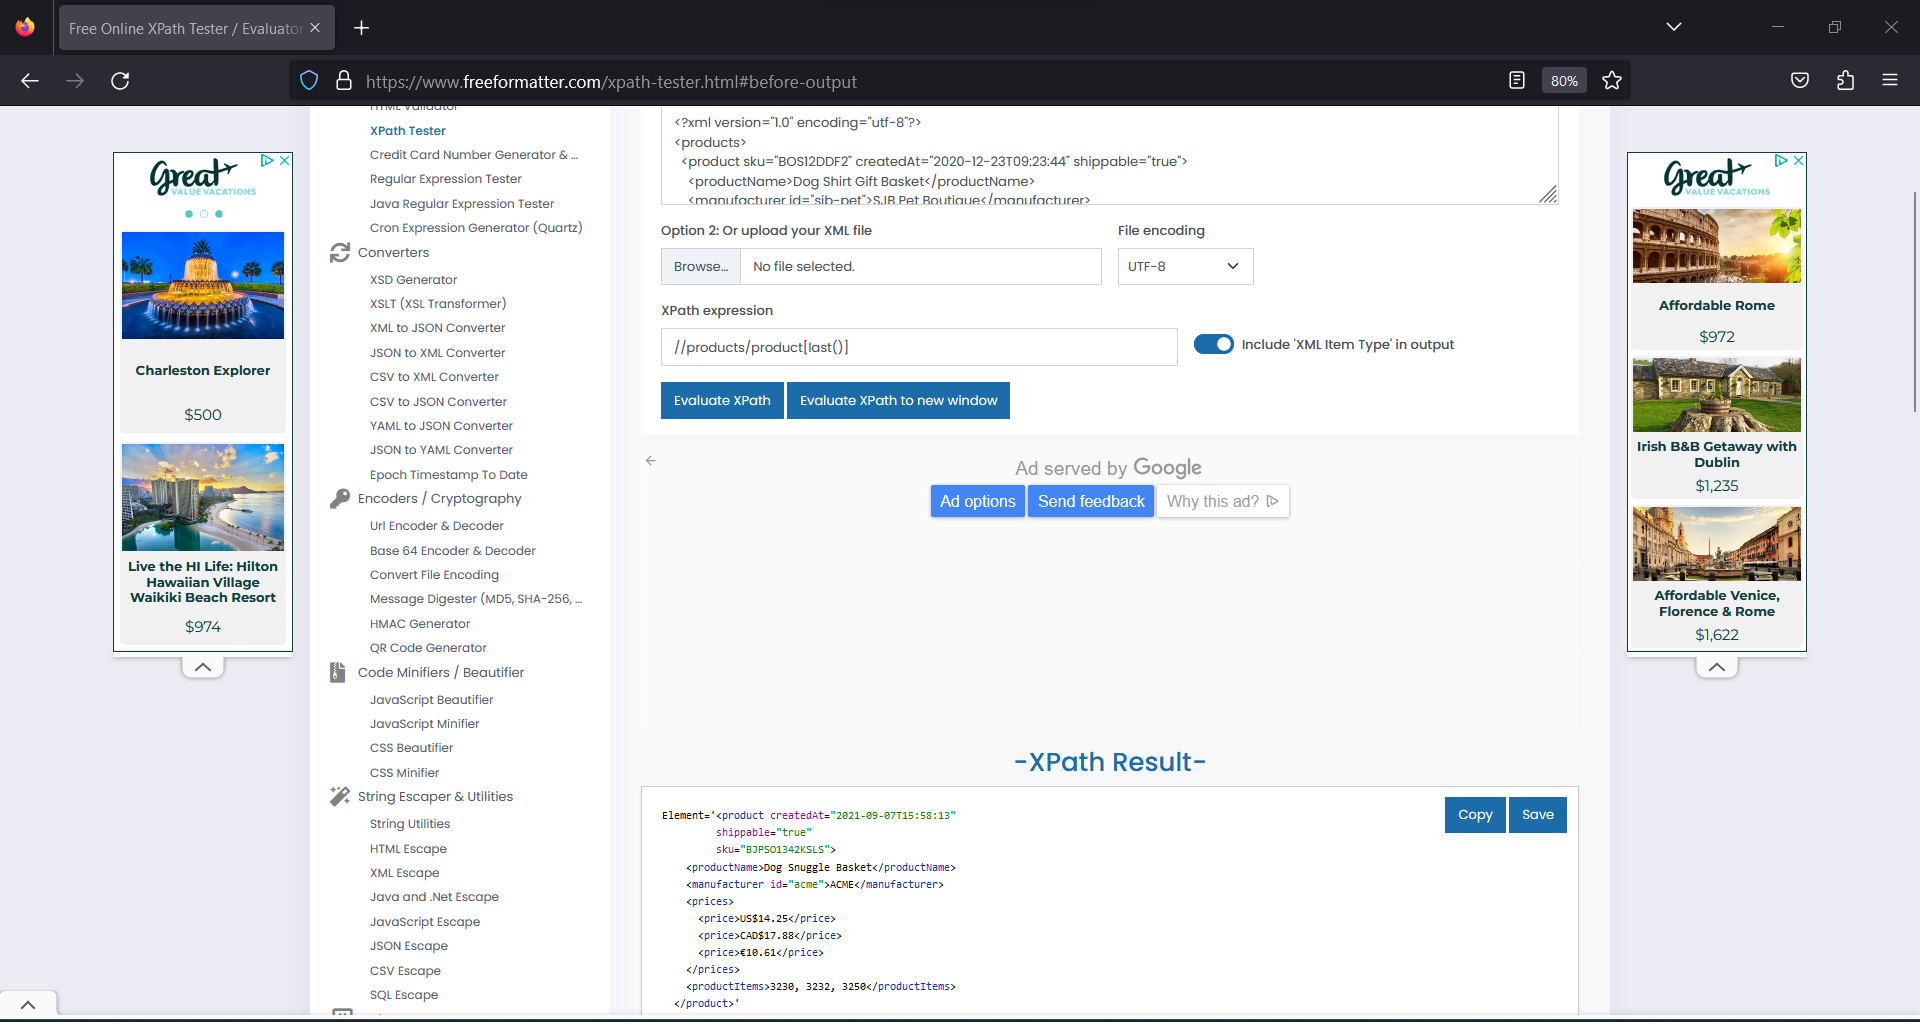 Free Online XPath Tester / Evaluator
https://www.freeformatter.com/xpath-tester.html#before-output
80%
HTML Validator
XPath Tester
Credit Card Number Generator & ...
Regular Expression Tester
Java Regular Expression Tester
Cron Expression Generator (Quartz)
Converters
XSD Generator
XSLT (XSL Transformer)
XML to JSON Converter
JSON to XML Converter
CSV to XML Converter
CSV to JSON Converter
YAML to JSON Converter
JSON to YAML Converter
Epoch Timestamp To Date
Encoders / Cryptography
Url Encoder & Decoder
Base 64 Encoder & Decoder
Convert File Encoding
Message Digester (MD5, SHA-256, ...
HMAC Generator
QR Code Generator
Code Minifiers / Beautifier
JavaScript Beautifier
JavaScript Minifier
CSS Beautifier
CSS Minifier
String Escaper & Utilities
String Utilities
HTML Escape
XML Escape
Java and .Net Escape
JavaScript Escape
JSON Escape
CSV Escape
SQL Escape
Great
VALUE VACATIONS
Charleston Explorer
$500
Live the HI Life: Hilton
Hawaiian Village
Waikiki Beach Resort
$974
<?xml version="1.0" encoding="utf-8"?>
<products>
<product sku="BOS12DDF2" createdAt="2020-12-23T09:23:44" shippable="true">
<productName>Dog Shirt Gift Basket</productName>
<manufacturer id="sjb-pet">SJB Pet Boutique</manufacturer>
Option 2: Or upload your XML file
File encoding
Browse... No file selected.
UTF-8
XPath expression
//products/product[last()]
Include 'XML Item Type' in output
Evaluate XPath
Evaluate XPath to new window
Ad served by Google
Ad options
Send feedback
Why this ad?
-XPath Result-
Copy
Save
Element='<product createdAt="2021-09-07T15:58:13"
shippable="true"
sku="BJPSO1342KSLS">
<productName>Dog Snuggle Basket</productName>
<manufacturer id="acme">ACME</manufacturer>
<prices>
<price>US$14.25</price>
<price>CAD$17.88</price>
<price>€10.61</price>
</prices>
<productItems>3230, 3232, 3250</productItems>
</product>'
Great
VALUE VACATIONS
Affordable Rome
$972
Irish B&B Getaway with
Dublin
$1,235
Affordable Venice,
Florence & Rome
$1,622